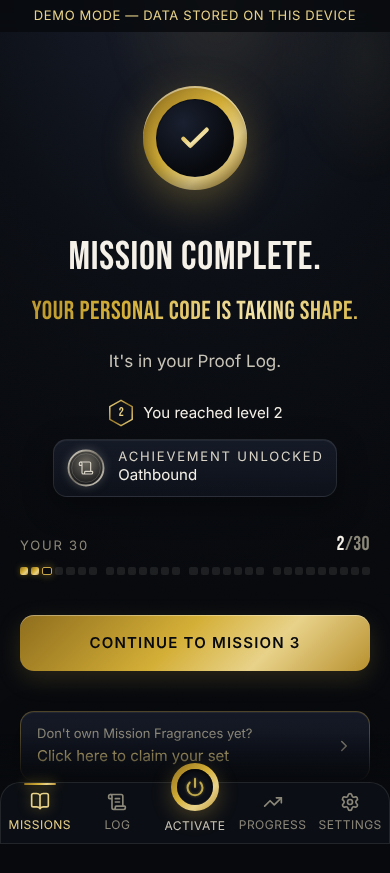 DEMO MODE — DATA STORED ON THIS DEVICE
MISSION COMPLETE.
YOUR PERSONAL CODE IS TAKING SHAPE.
It's in your Proof Log.
2 You reached level 2
ACHIEVEMENT UNLOCKED
Oathbound
YOUR 30 2/30
CONTINUE TO MISSION 3
Don't own Mission Fragrances yet?
Click here to claim your set
MISSIONS LOG ACTIVATE PROGRESS SETTINGS